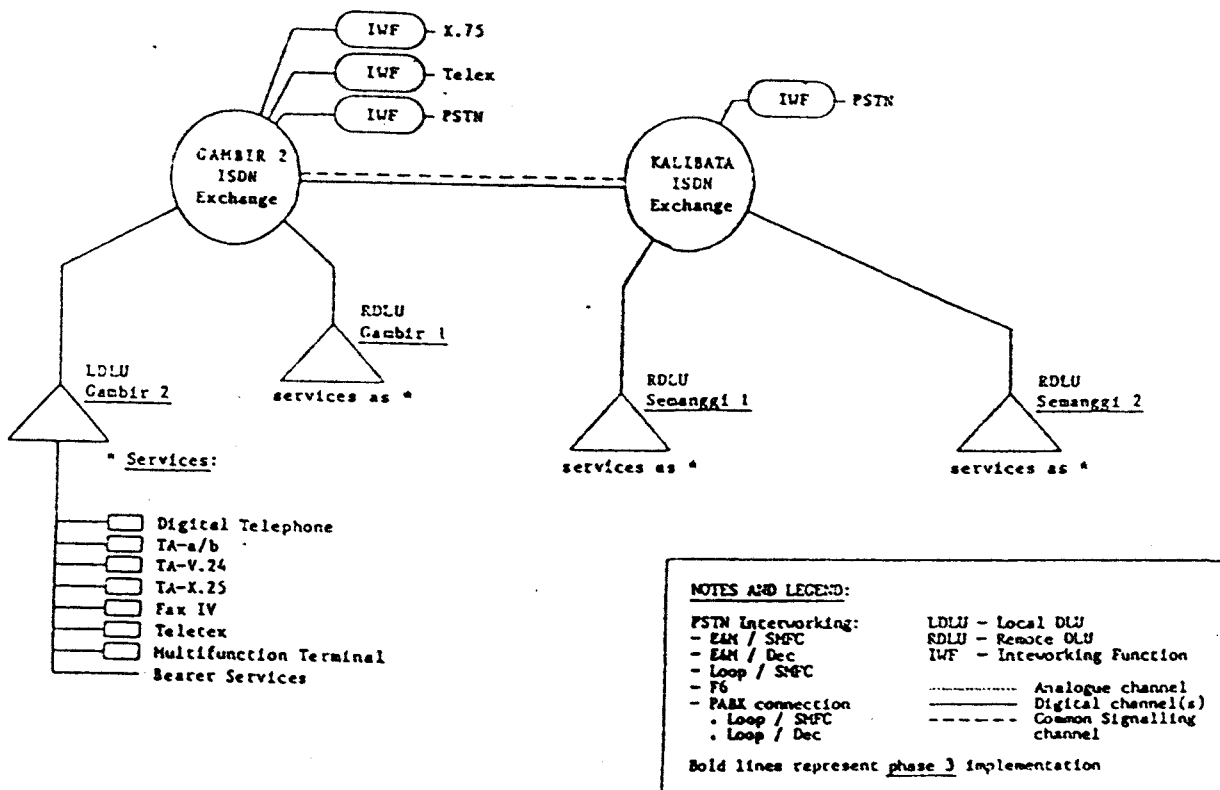 IWF X.75
IWF Telex
IWF PSTN
IWF PSTN
GAMBIR 2
ISDN
Exchange
KALIBATA
ISDN
Exchange
RDLU
Gambir 1
services as *
LDLU
Gambir 2
RDLU
Semanggi 1
services as *
RDLU
Semanggi 2
services as *
* Services:
Digital Telephone
TA-a/b
TA-V.24
TA-X.25
Fax IV
Teletex
Multifunction Terminal
Bearer Services
NOTES AND LEGEND:
PSTN Interworking:
- E&M / SMFC
- E&M / Dec
- Loop / SMFC
- F6
- PABX connection
. Loop / SMFC
. Loop / Dec
LDLU - Local DLU
RDLU - Remote DLU
IWF - Inteworking Function
Analogue channel
Digital channel(s)
Common Signalling
channel
Bold lines represent phase 3 implementation